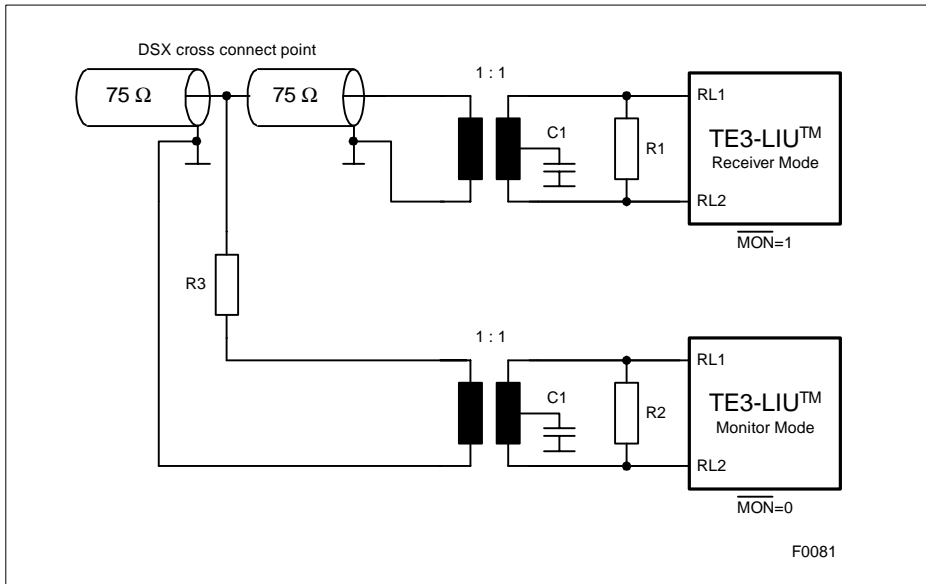 DSX cross connect point
75 Ω
75 Ω
1 : 1
C1
R1
RL1
RL2
TE3-LIU™
Receiver Mode
MON=1
R3
1 : 1
C1
R2
RL1
RL2
TE3-LIU™
Monitor Mode
MON=0
F0081